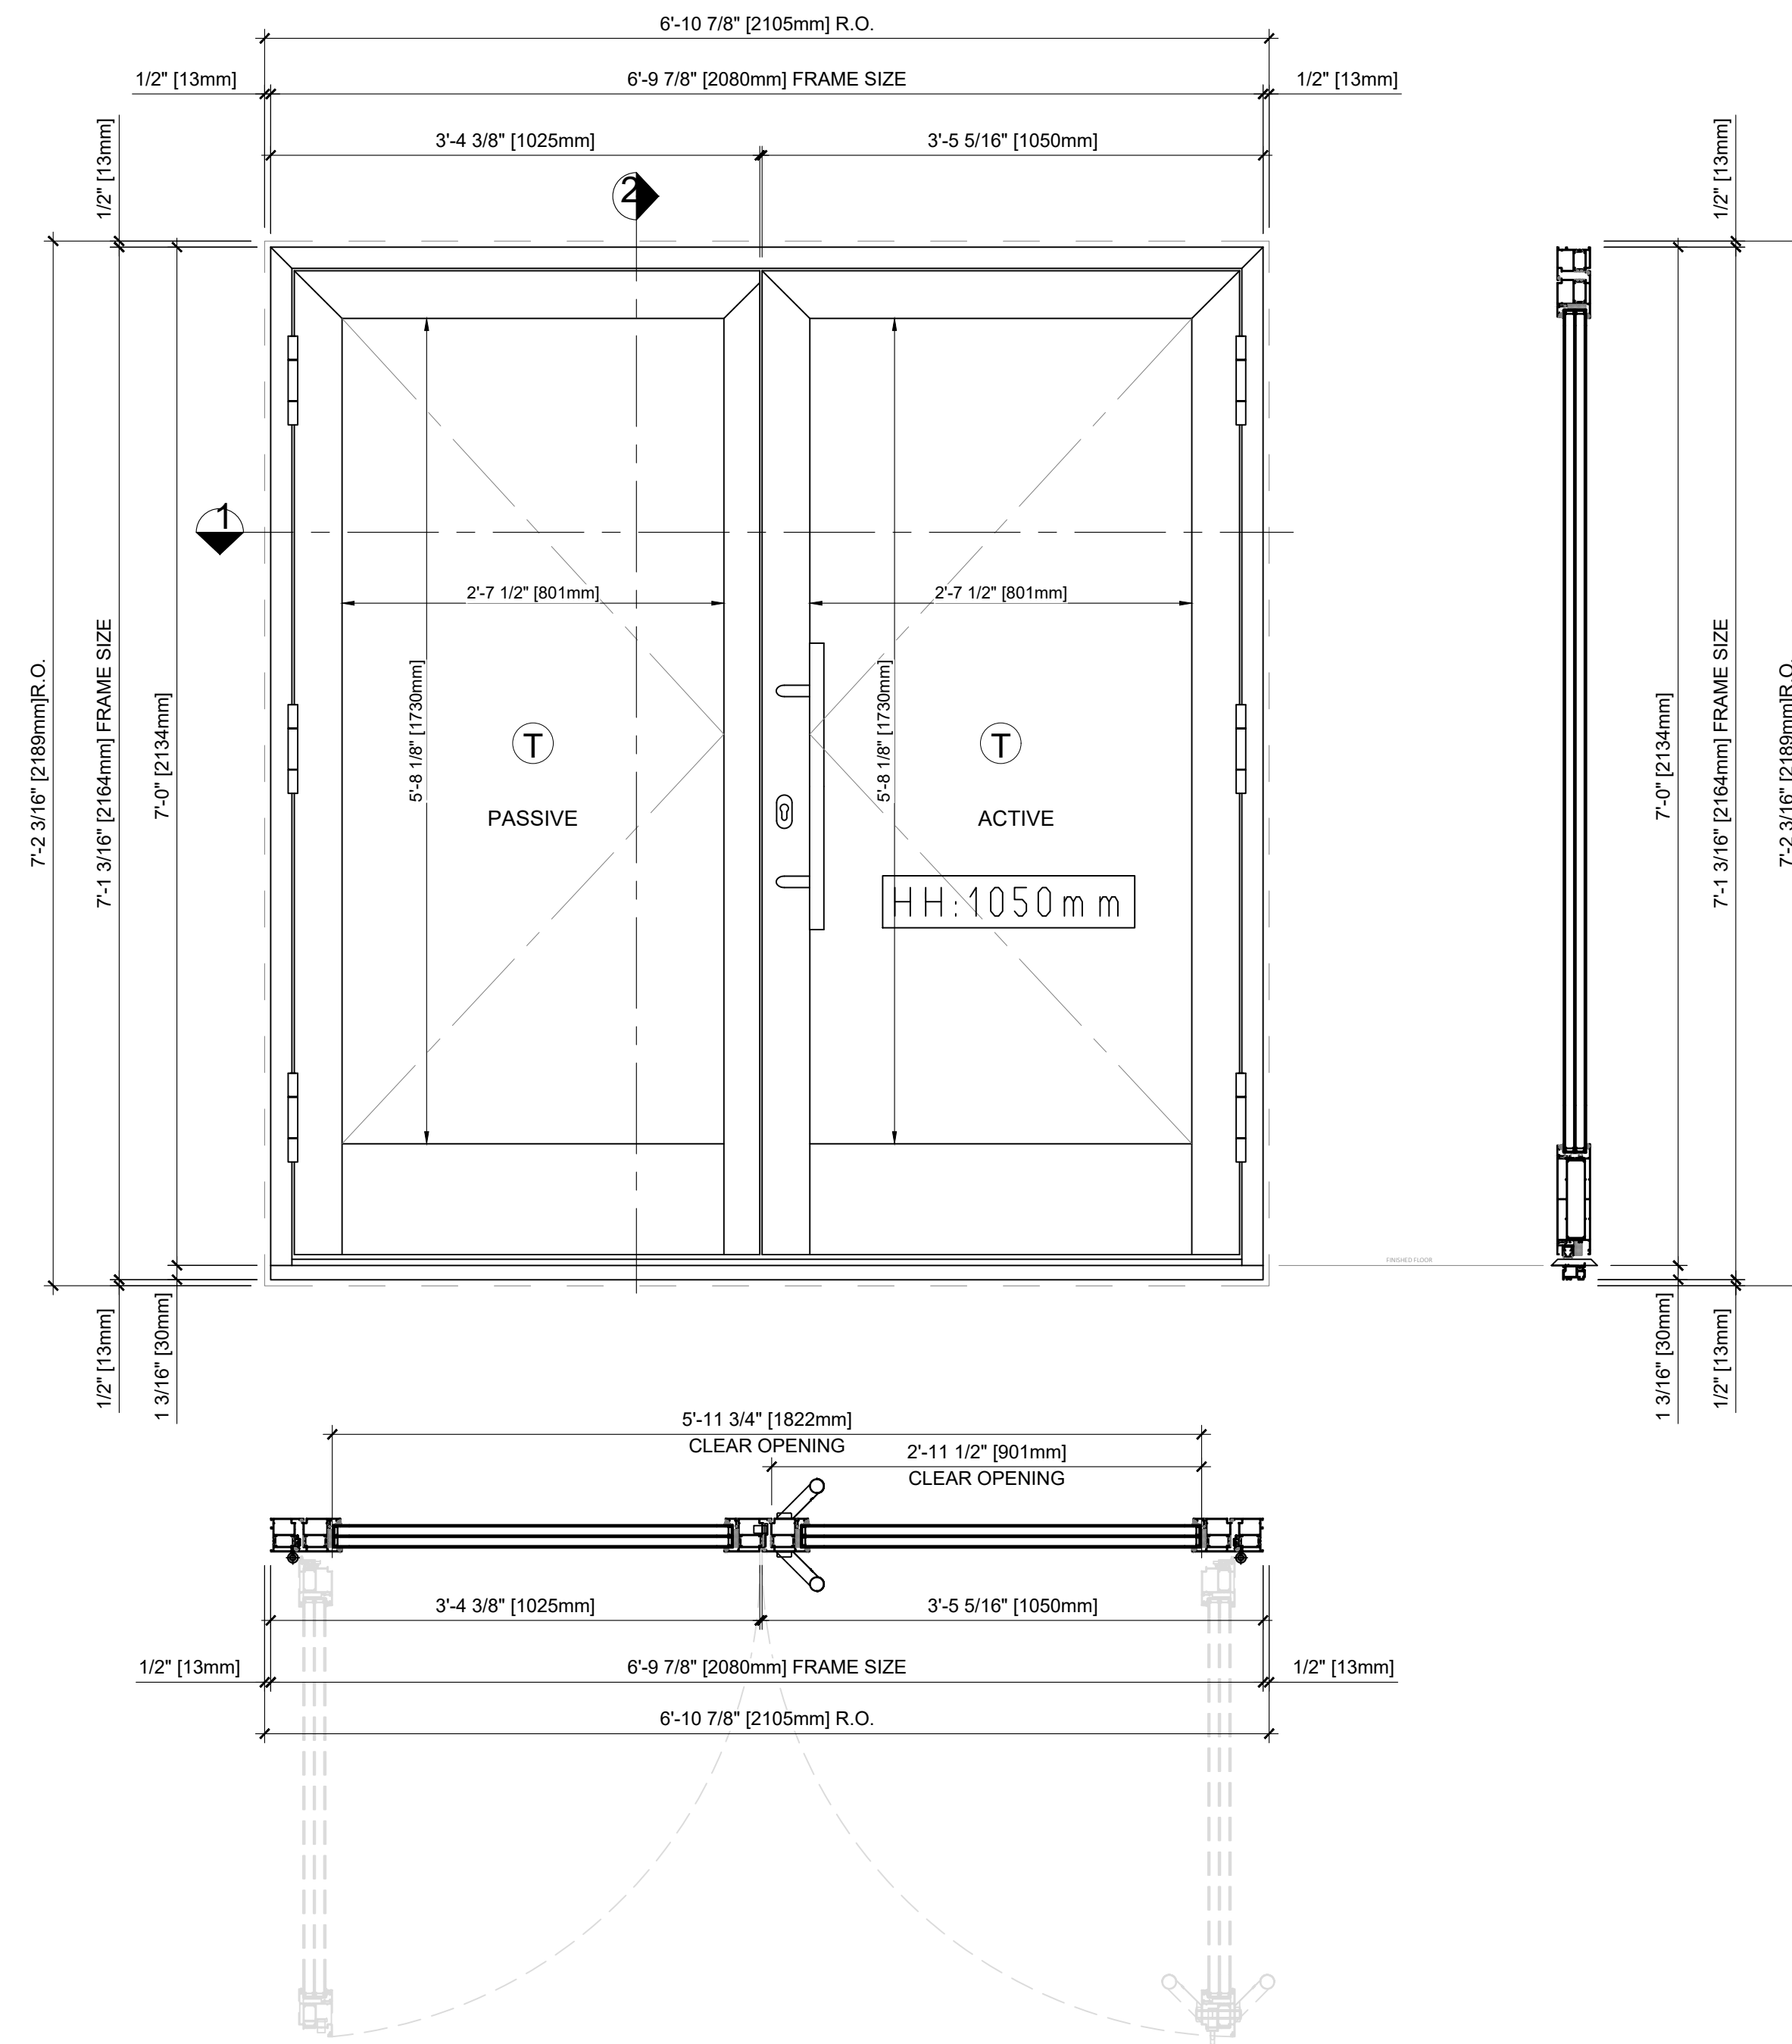 6'-10 7/8" [2105mm] R.O.
1/2" [13mm]
6'-9 7/8" [2080mm] FRAME SIZE
1/2" [13mm]
3'-4 3/8" [1025mm]
3'-5 5/16" [1050mm]
1/2" [13mm]
1/2" [13mm]
2
1
2'-7 1/2" [801mm]
2'-7 1/2" [801mm]
7'-2 3/16" [2189mm]R.O.
7'-1 3/16" [2164mm] FRAME SIZE
7'-0" [2134mm]
5'-8 1/8" [1730mm]
5'-8 1/8" [1730mm]
7'-0" [2134mm]
7'-1 3/16" [2164mm] FRAME SIZE
7'-2 3/16" [2189mm]R.O.
T
T
PASSIVE
ACTIVE
HH:1050mm
FINISHED FLOOR
1/2" [13mm]
1 3/16" [30mm]
1 3/16" [30mm]
1/2" [13mm]
5'-11 3/4" [1822mm]
CLEAR OPENING
2'-11 1/2" [901mm]
CLEAR OPENING
3'-4 3/8" [1025mm]
3'-5 5/16" [1050mm]
1/2" [13mm]
6'-9 7/8" [2080mm] FRAME SIZE
1/2" [13mm]
6'-10 7/8" [2105mm] R.O.